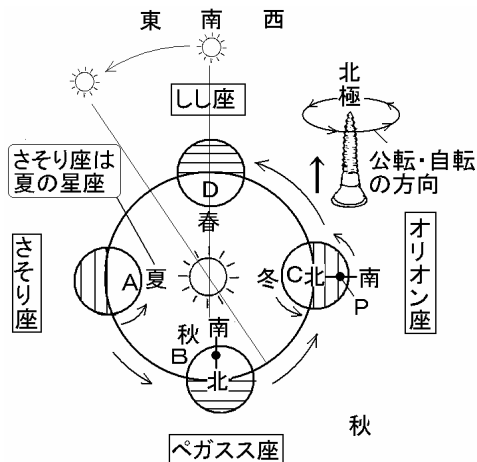 東 南 西
しし座
北極
公転・自転
の方向
さそり座は
夏の星座
D
春
さそり座
A 夏
冬 C 北 南
P
オリオン座
秋 南
B
北
秋
ペガスス座